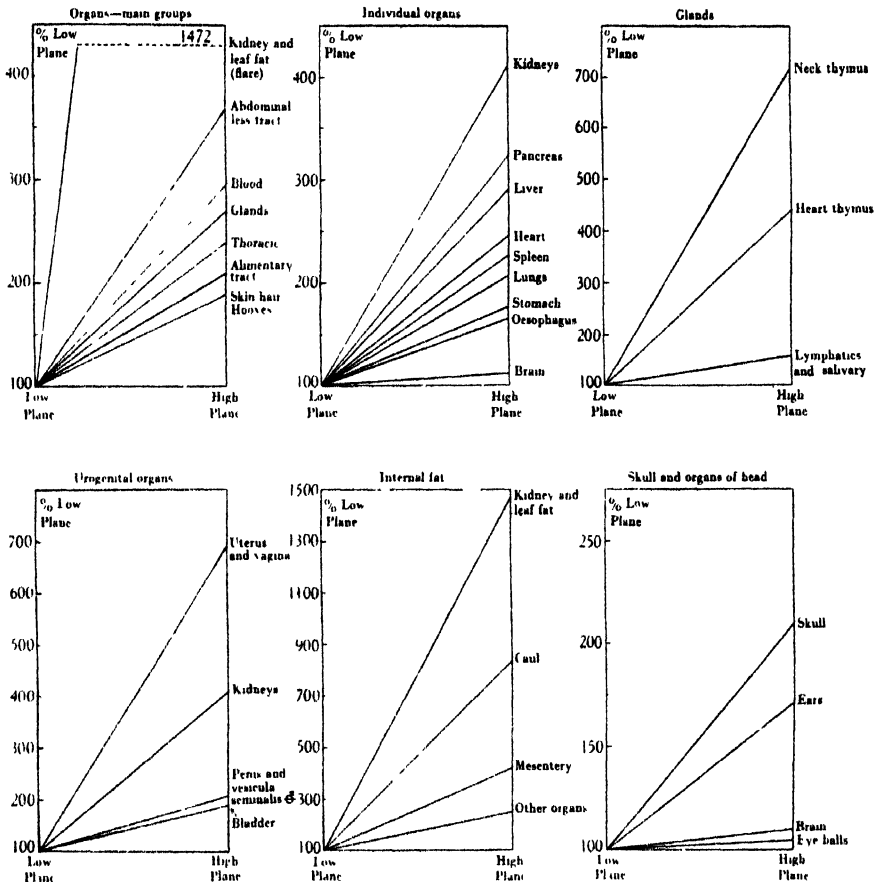 Organs—main groups
% Low
Plane
1472
400
300
200
100
Kidney and
leaf fat
(flare)
Abdominal
less tract
Blood
Glands
Thoracic
Alimentary
tract
Skin hair
Hooves
Low
Plane
High
Plane
Individual organs
% Low
Plane
400
300
200
100
Kidneys
Pancreas
Liver
Heart
Spleen
Lungs
Stomach
Oesophagus
Brain
Low
Plane
High
Plane
Glands
% Low
Plane
700
600
500
400
300
200
100
Neck thymus
Heart thymus
Lymphatics
and salivary
Low
Plane
High
Plane
Urogenital organs
% Low
Plane
700
600
500
400
300
200
100
Uterus
and vagina
Kidneys
Penis and
vesicula
seminalis
&
Bladder
Low
Plane
High
Plane
Internal fat
% Low
Plane
1500
1300
1100
900
700
500
300
100
Kidney and
leaf fat
Caul
Mesentery
Other organs
Low
Plane
High
Plane
Skull and organs of head
% Low
Plane
250
200
150
100
Skull
Ears
Brain
Eye balls
Low
Plane
High
Plane